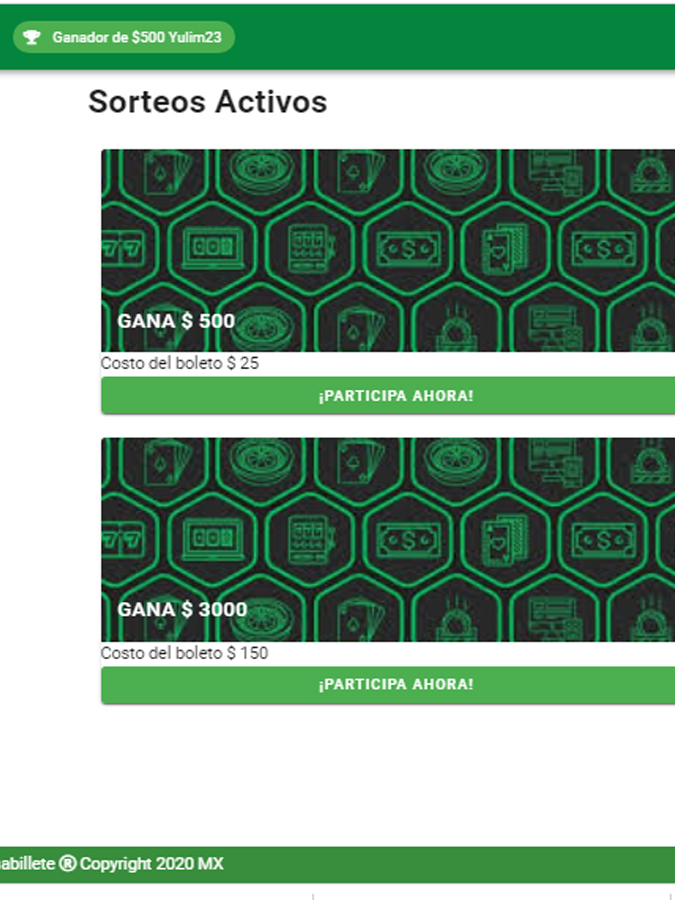 Ganador de $500 Yulim23
Sorteos Activos
GANA $ 500
Costo del boleto $ 25
¡PARTICIPA AHORA!
GANA $ 3000
Costo del boleto $ 150
¡PARTICIPA AHORA!
abillete ® Copyright 2020 MX